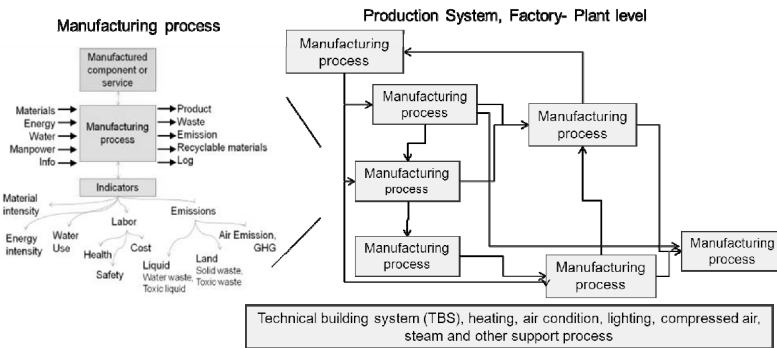 Manufacturing process
Manufactured
component or
service
Materials
Energy
Water
Manpower
Info
Manufacturing
process
Product
Waste
Emission
Recyclable materials
Log
Indicators
Material
intensity
Energy
intensity
Water
Use
Labor
Health
Safety
Cost
Emissions
Liquid
Water waste,
Toxic liquid
Land
Solid waste,
Toxic waste
Air Emission,
GHG
Production System, Factory- Plant level
Manufacturing
process
Manufacturing
process
Manufacturing
process
Manufacturing
process
Manufacturing
process
Manufacturing
process
Manufacturing
process
Technical building system (TBS), heating, air condition, lighting, compressed air,
steam and other support process